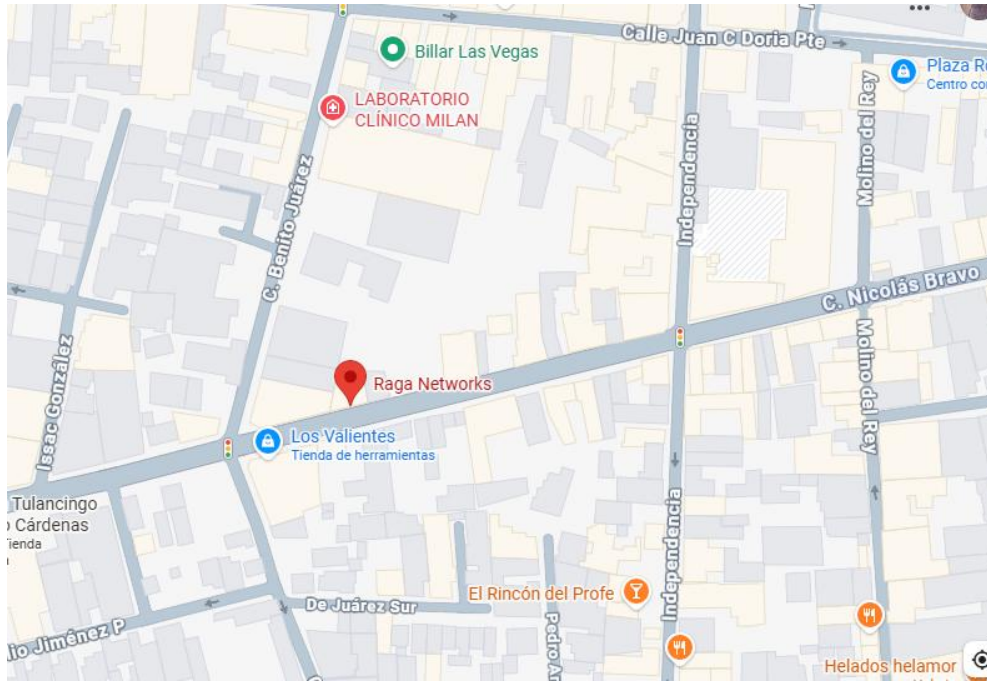 Calle Juan C Doria Pte
Billar Las Vegas
Plaza R
Centro co
LABORATORIO
CLÍNICO MILAN
Independencia
Molino del Rey
C. Benito Juárez
C. Nicolás Bravo
Issac González
Raga Networks
Molino del Rey
Los Valientes
Tienda de herramientas
Tulancingo
o Cárdenas
Tienda
Independencia
El Rincón del Profe
De Juárez Sur
Pedro A
lio Jiménez P
Helados helamor